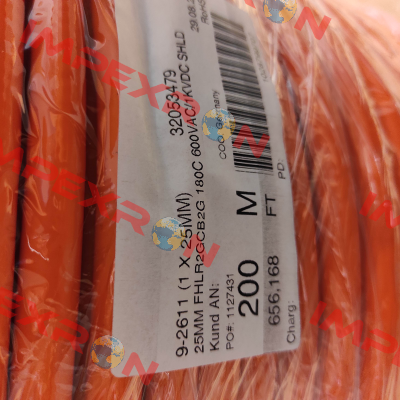 9-2611 (1 X 25MM) 32053479
25MM FHLR2GCB2G 180C 600VAC/1KVDC SHLD
Kund AN:
PO#: 1127431 COO: Germany
200 M
656,168 FT
Charg: PD:
IMPEXRON